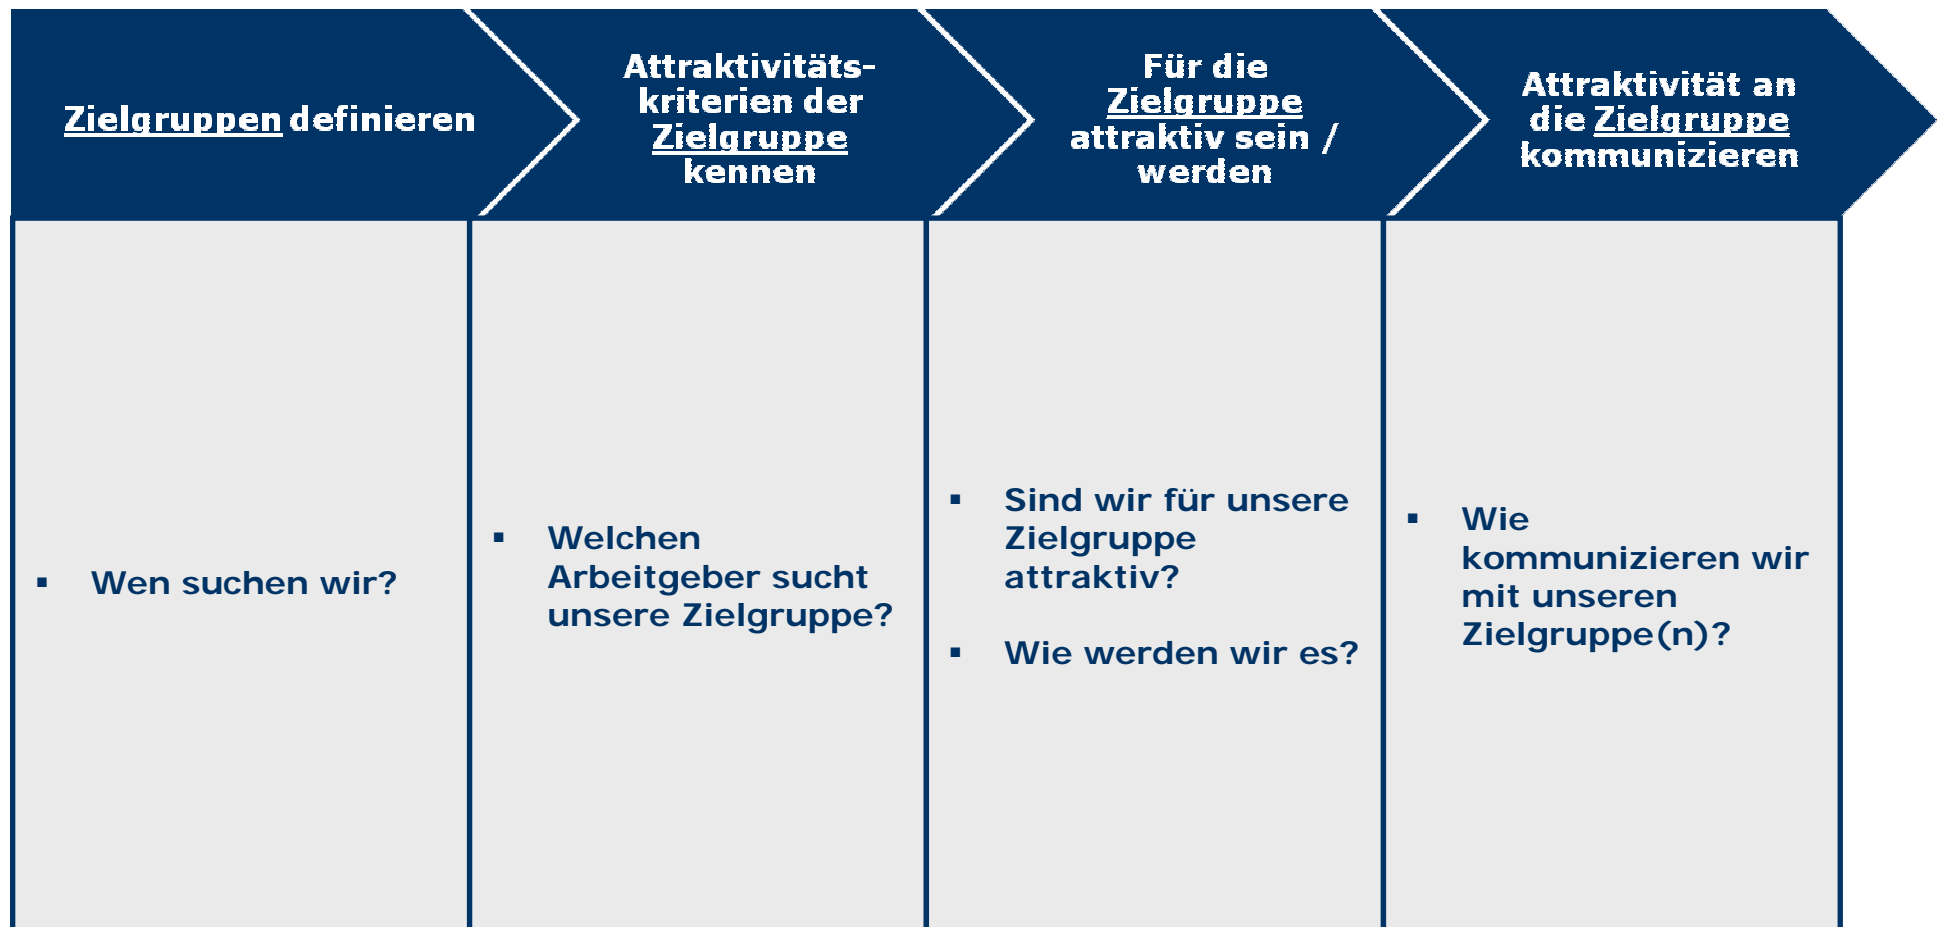 Zielgruppen definieren
Attraktivitäts-
kriterien der
Zielgruppe
kennen
Für die
Zielgruppe
attraktiv sein /
werden
Attraktivität an
die Zielgruppe
kommunizieren
▪ Wen suchen wir?
▪ Welchen
Arbeitgeber sucht
unsere Zielgruppe?
▪ Sind wir für unsere
Zielgruppe
attraktiv?
▪ Wie werden wir es?
▪ Wie
kommunizieren wir
mit unseren
Zielgruppe(n)?